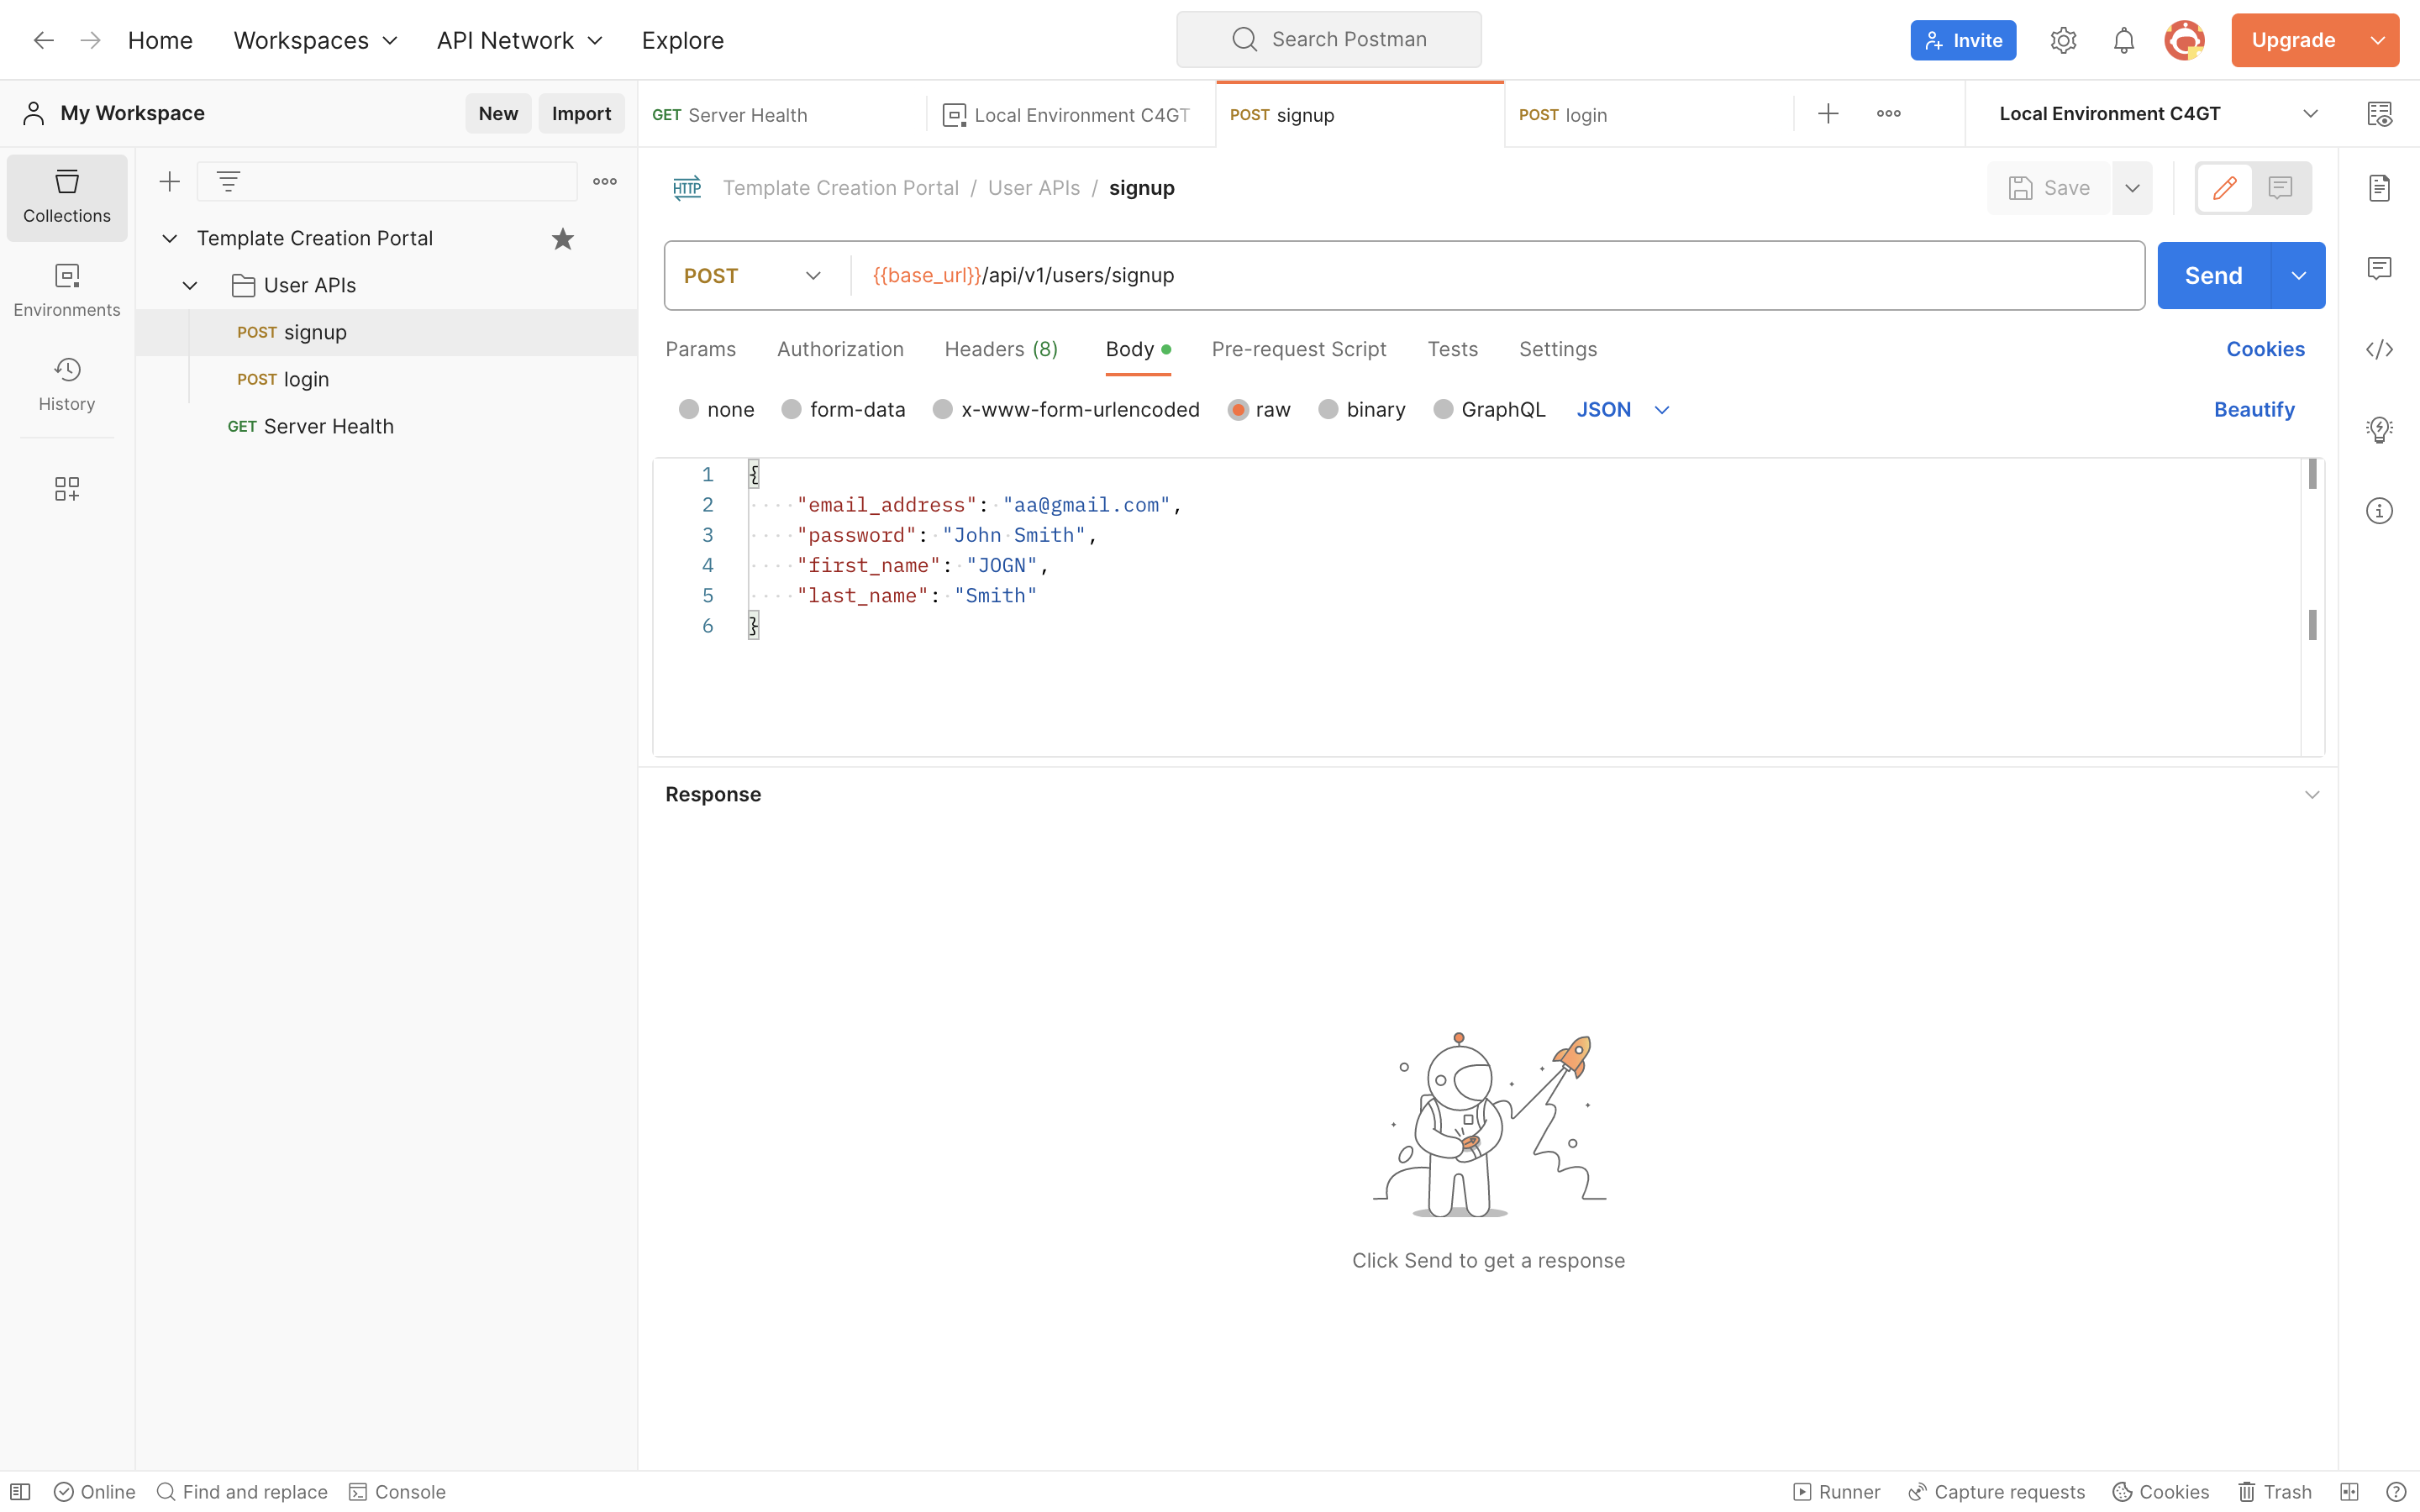 Home Workspaces API Network Explore Search Postman Invite Upgrade
My Workspace New Import GET Server Health Local Environment C4GT POST signup POST login Local Environment C4GT
Collections
Environments
History
Template Creation Portal
User APIs
POST signup
POST login
GET Server Health
HTTP Template Creation Portal / User APIs / signup Save
POST {{base_url}}/api/v1/users/signup Send
Params Authorization Headers (8) Body Pre-request Script Tests Settings Cookies
none form-data x-www-form-urlencoded raw binary GraphQL JSON Beautify
1 {
2 "email_address": "aa@gmail.com",
3 "password": "John Smith",
4 "first_name": "JOGN",
5 "last_name": "Smith"
6 }
Response
Click Send to get a response
Online Find and replace Console Runner Capture requests Cookies Trash